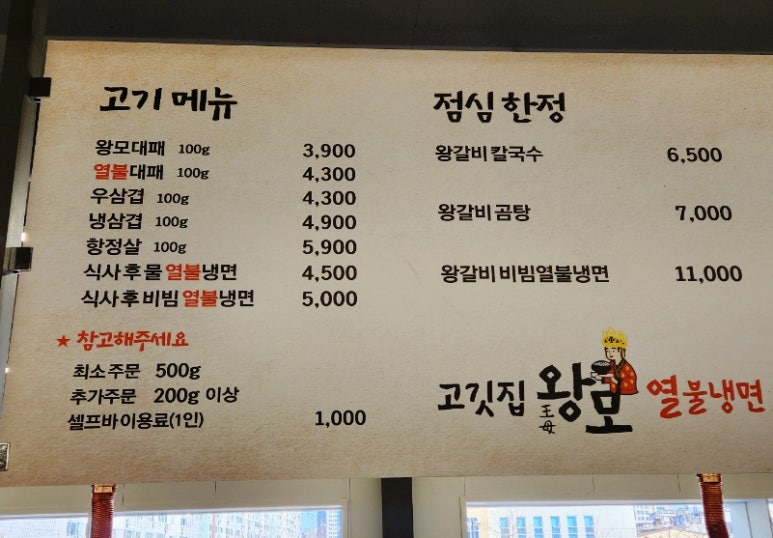 고기 메뉴
왕모대패 100g 3,900
열불대패 100g 4,300
우삼겹 100g 4,300
냉삼겹 100g 4,900
항정살 100g 5,900
식사 후 물 열불냉면 4,500
식사 후 비빔 열불냉면 5,000
★ 참고해주세요
최소 주문 500g
추가주문 200g 이상
셀프바 이용료(1인) 1,000
점심 한정
왕갈비 칼국수 6,500
왕갈비 곰탕 7,000
왕갈비 비빔열불냉면 11,000
고깃집 왕모 열불냉면
王母